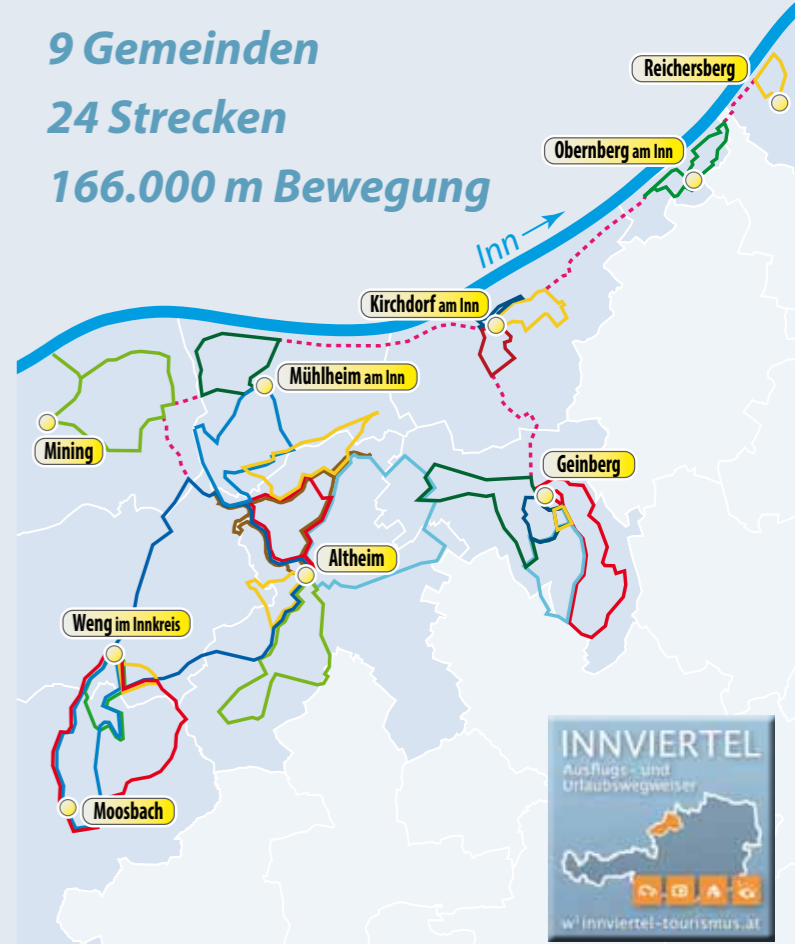 9 Gemeinden
24 Strecken
166.000 m Bewegung
Reichersberg
Obernberg am Inn
Inn
Kirchdorf am Inn
Mühlheim am Inn
Mining
Geinberg
Altheim
Weng im Innkreis
Moosbach
INNVIERTEL
Ausflugs- und
Urlaubswegweiser
w³innviertel-tourismus.at